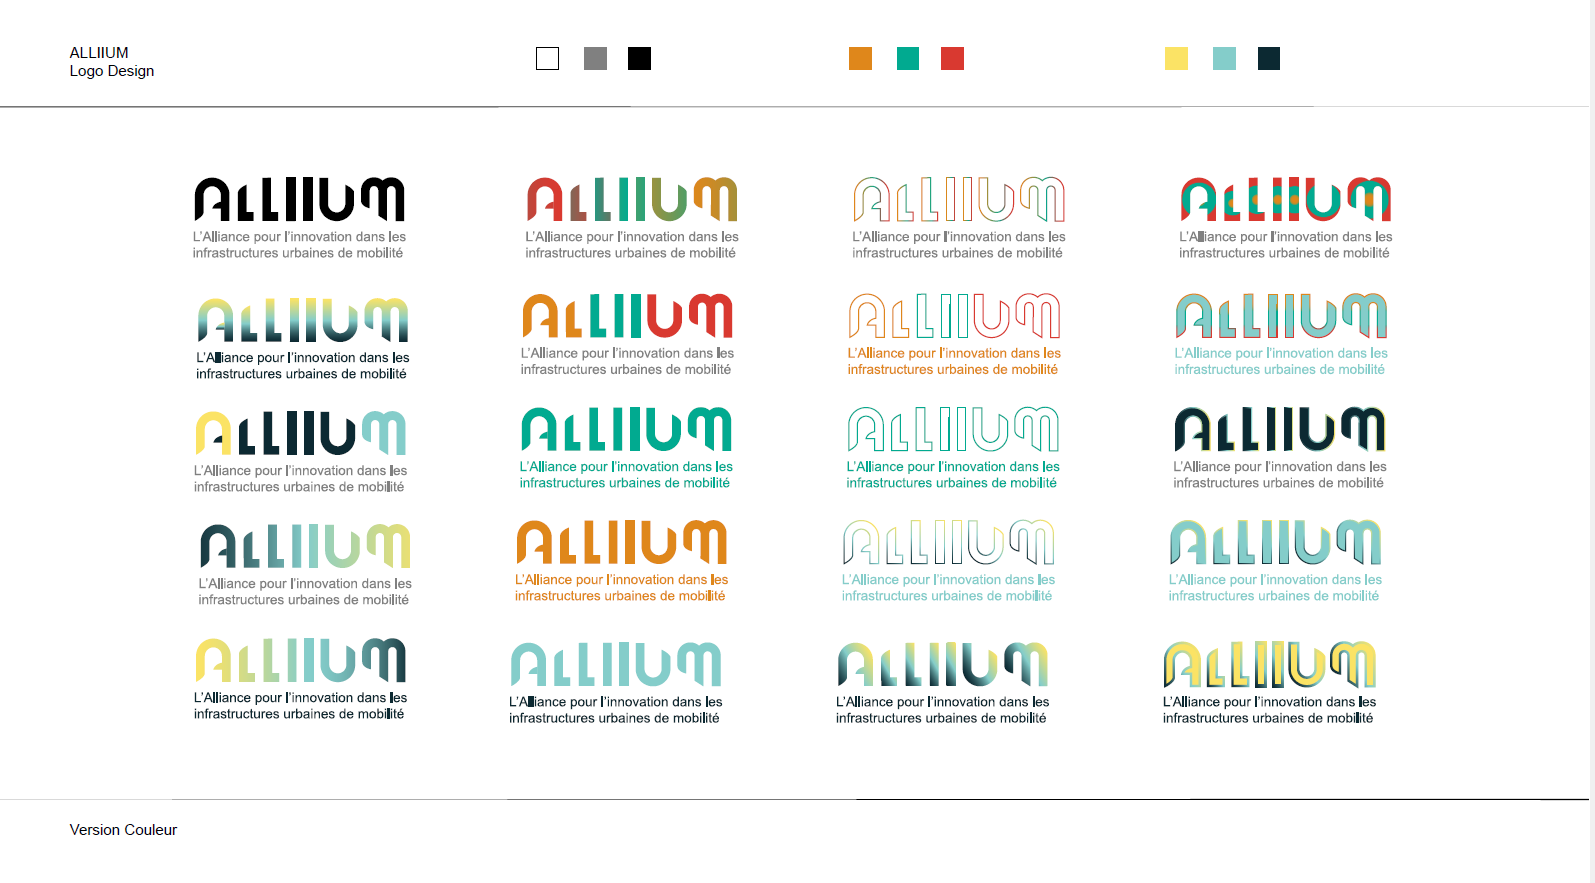 ALLIIUM
Logo Design
ALLIIUM
L'Alliance pour l'innovation dans les
infrastructures urbaines de mobilité
ALLIIUM
L'Alliance pour l'innovation dans les
infrastructures urbaines de mobilité
ALLIIUM
L'Alliance pour l'innovation dans les
infrastructures urbaines de mobilité
ALLIIUM
L'Alliance pour l'innovation dans les
infrastructures urbaines de mobilité
ALLIIUM
L'Alliance pour l'innovation dans les
infrastructures urbaines de mobilité
ALLIIUM
L'Alliance pour l'innovation dans les
infrastructures urbaines de mobilité
ALLIIUM
L'Alliance pour l'innovation dans les
infrastructures urbaines de mobilité
ALLIIUM
L'Alliance pour l'innovation dans les
infrastructures urbaines de mobilité
ALLIIUM
L'Alliance pour l'innovation dans les
infrastructures urbaines de mobilité
ALLIIUM
L'Alliance pour l'innovation dans les
infrastructures urbaines de mobilité
ALLIIUM
L'Alliance pour l'innovation dans les
infrastructures urbaines de mobilité
ALLIIUM
L'Alliance pour l'innovation dans les
infrastructures urbaines de mobilité
ALLIIUM
L'Alliance pour l'innovation dans les
infrastructures urbaines de mobilité
ALLIIUM
L'Alliance pour l'innovation dans les
infrastructures urbaines de mobilité
ALLIIUM
L'Alliance pour l'innovation dans les
infrastructures urbaines de mobilité
ALLIIUM
L'Alliance pour l'innovation dans les
infrastructures urbaines de mobilité
ALLIIUM
L'Alliance pour l'innovation dans les
infrastructures urbaines de mobilité
ALLIIUM
L'Alliance pour l'innovation dans les
infrastructures urbaines de mobilité
ALLIIUM
L'Alliance pour l'innovation dans les
infrastructures urbaines de mobilité
ALLIIUM
L'Alliance pour l'innovation dans les
infrastructures urbaines de mobilité
Version Couleur